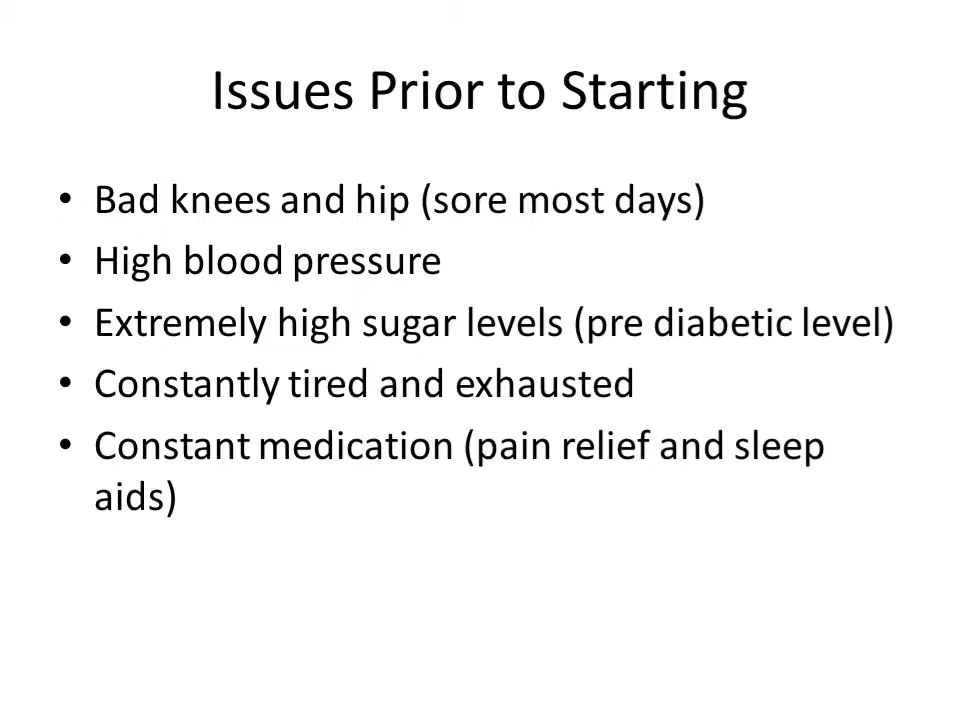 Issues Prior to Starting
• Bad knees and hip (sore most days)
• High blood pressure
• Extremely high sugar levels (pre diabetic level)
• Constantly tired and exhausted
• Constant medication (pain relief and sleep
aids)